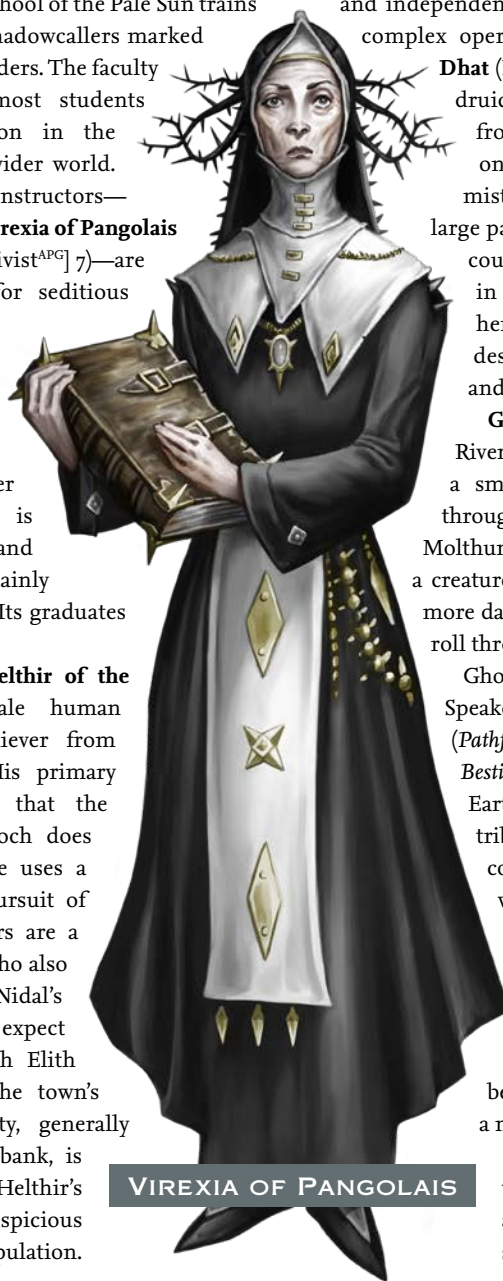 hool of the Pale Sun trains
hadowcallers marked
ders. The faculty
most students
on in the
wider world.
nstructors—
rexia of Pangolais
ivistAPG] 7)—are
for seditious
er
is
and
ainly
Its graduates
elthir of the
ale human
iever from
His primary
that the
och does
e uses a
ursuit of
rs are a
ho also
Nidal's
expect
h Elith
he town's
ty, generally
bank, is
Helthir's
spicious
pulation.
and independen
complex oper
Dhat (
druid
fro
on
mist
large pa
cou
in
her
des
and
G
River
a sm
throug
Molthun
a creature
more da
roll thr
Gho
Speake
(Pathf
Besti
Eart
trib
co
w
be
a n
VIREXIA OF PANGOLAIS